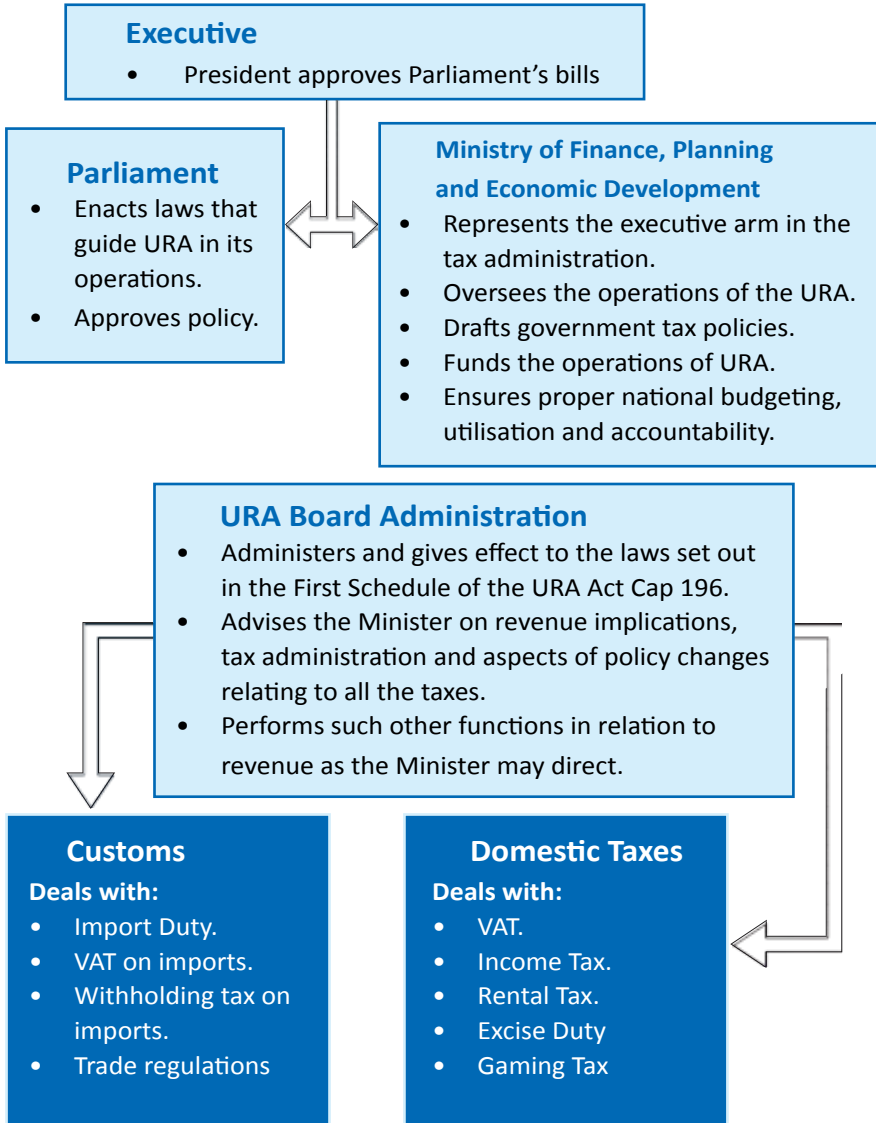 Executive
• President approves Parliament's bills
Parliament
• Enacts laws that
guide URA in its
operations.
• Approves policy.
Ministry of Finance, Planning
and Economic Development
• Represents the executive arm in the
tax administration.
• Oversees the operations of the URA.
• Drafts government tax policies.
• Funds the operations of URA.
• Ensures proper national budgeting,
utilisation and accountability.
URA Board Administration
• Administers and gives effect to the laws set out
in the First Schedule of the URA Act Cap 196.
• Advises the Minister on revenue implications,
tax administration and aspects of policy changes
relating to all the taxes.
• Performs such other functions in relation to
revenue as the Minister may direct.
Customs
Deals with:
• Import Duty.
• VAT on imports.
• Withholding tax on
imports.
• Trade regulations
Domestic Taxes
Deals with:
• VAT.
• Income Tax.
• Rental Tax.
• Excise Duty
• Gaming Tax